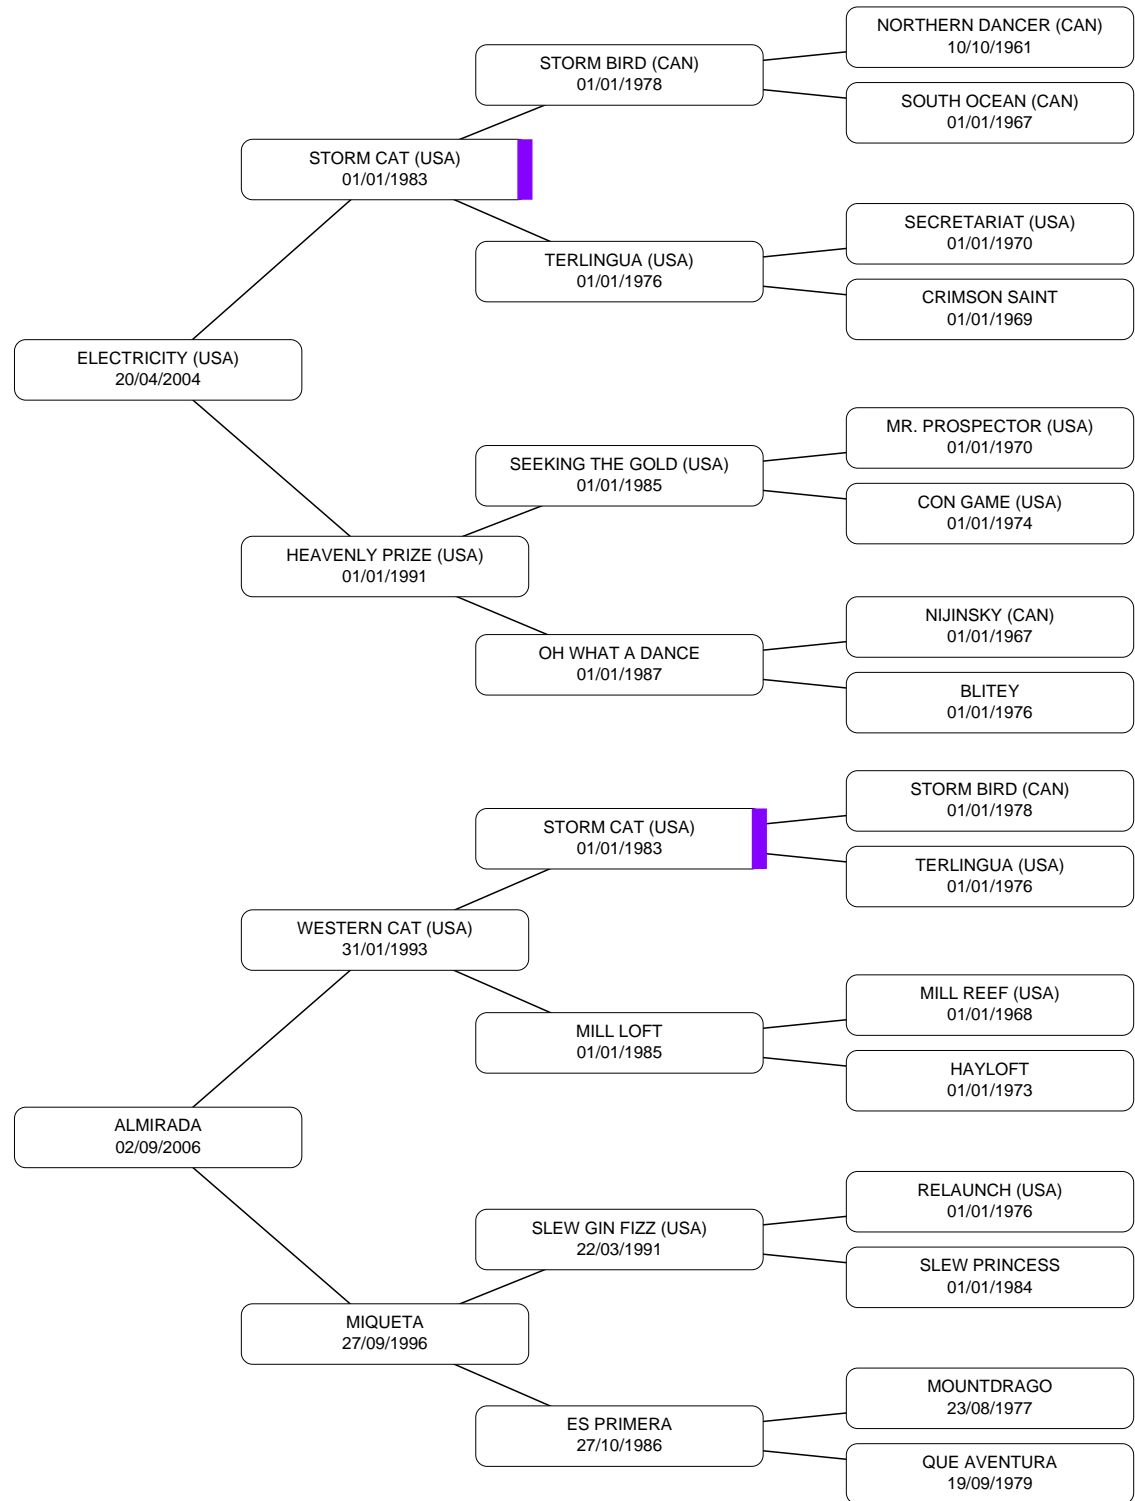 NORTHERN DANCER (CAN)
10/10/1961
STORM BIRD (CAN)
01/01/1978
SOUTH OCEAN (CAN)
01/01/1967
STORM CAT (USA)
01/01/1983
SECRETARIAT (USA)
01/01/1970
TERLINGUA (USA)
01/01/1976
CRIMSON SAINT
01/01/1969
ELECTRICITY (USA)
20/04/2004
MR. PROSPECTOR (USA)
01/01/1970
SEEKING THE GOLD (USA)
01/01/1985
CON GAME (USA)
01/01/1974
HEAVENLY PRIZE (USA)
01/01/1991
NIJINSKY (CAN)
01/01/1967
OH WHAT A DANCE
01/01/1987
BLITEY
01/01/1976
STORM BIRD (CAN)
01/01/1978
STORM CAT (USA)
01/01/1983
TERLINGUA (USA)
01/01/1976
WESTERN CAT (USA)
31/01/1993
MILL REEF (USA)
01/01/1968
MILL LOFT
01/01/1985
HAYLOFT
01/01/1973
ALMIRADA
02/09/2006
RELAUNCH (USA)
01/01/1976
SLEW GIN FIZZ (USA)
22/03/1991
SLEW PRINCESS
01/01/1984
MIQUETA
27/09/1996
MOUNTDRAGO
23/08/1977
ES PRIMERA
27/10/1986
QUE AVENTURA
19/09/1979